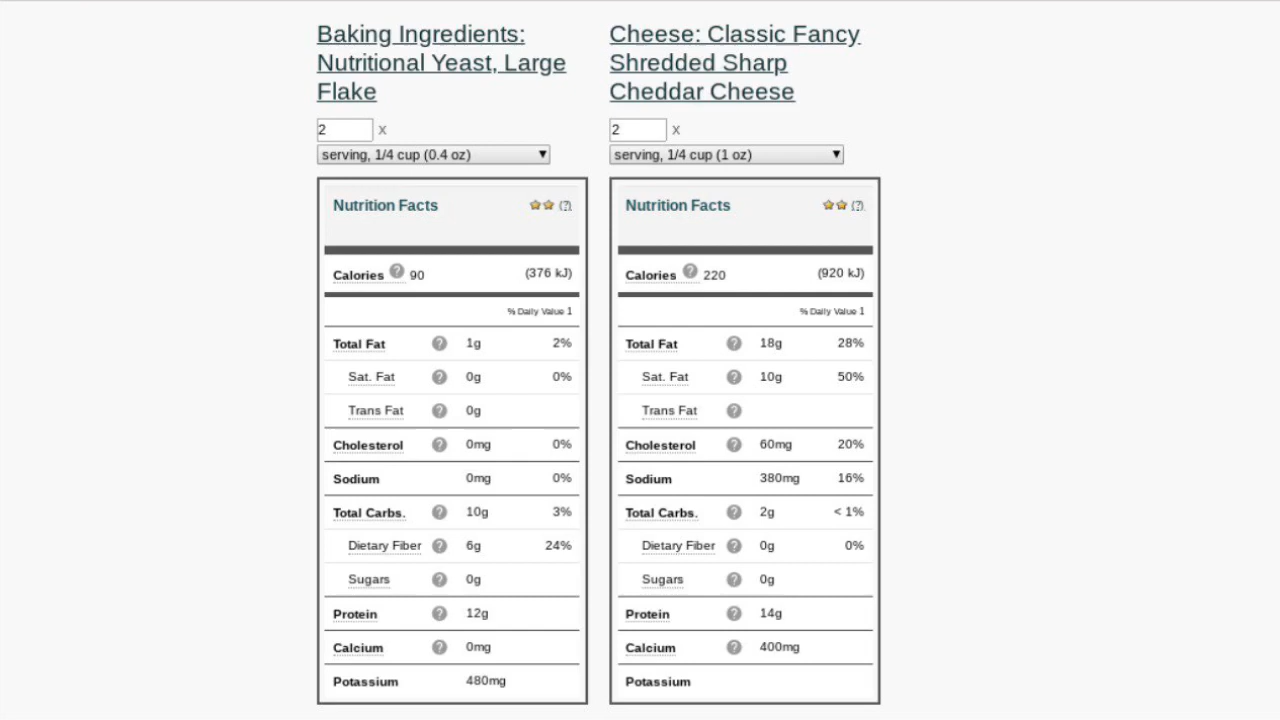 Baking Ingredients:
Nutritional Yeast, Large
Flake
2 x
serving, 1/4 cup (0.4 oz)
Nutrition Facts (?)
Calories ? 90 (376 kJ)
% Daily Value 1
Total Fat ? 1g 2%
Sat. Fat ? 0g 0%
Trans Fat ? 0g
Cholesterol ? 0mg 0%
Sodium 0mg 0%
Total Carbs. ? 10g 3%
Dietary Fiber ? 6g 24%
Sugars ? 0g
Protein ? 12g
Calcium ? 0mg
Potassium 480mg
Cheese: Classic Fancy
Shredded Sharp
Cheddar Cheese
2 x
serving, 1/4 cup (1 oz)
Nutrition Facts (?)
Calories ? 220 (920 kJ)
% Daily Value 1
Total Fat ? 18g 28%
Sat. Fat ? 10g 50%
Trans Fat ?
Cholesterol ? 60mg 20%
Sodium 380mg 16%
Total Carbs. ? 2g < 1%
Dietary Fiber ? 0g 0%
Sugars ? 0g
Protein ? 14g
Calcium ? 400mg
Potassium